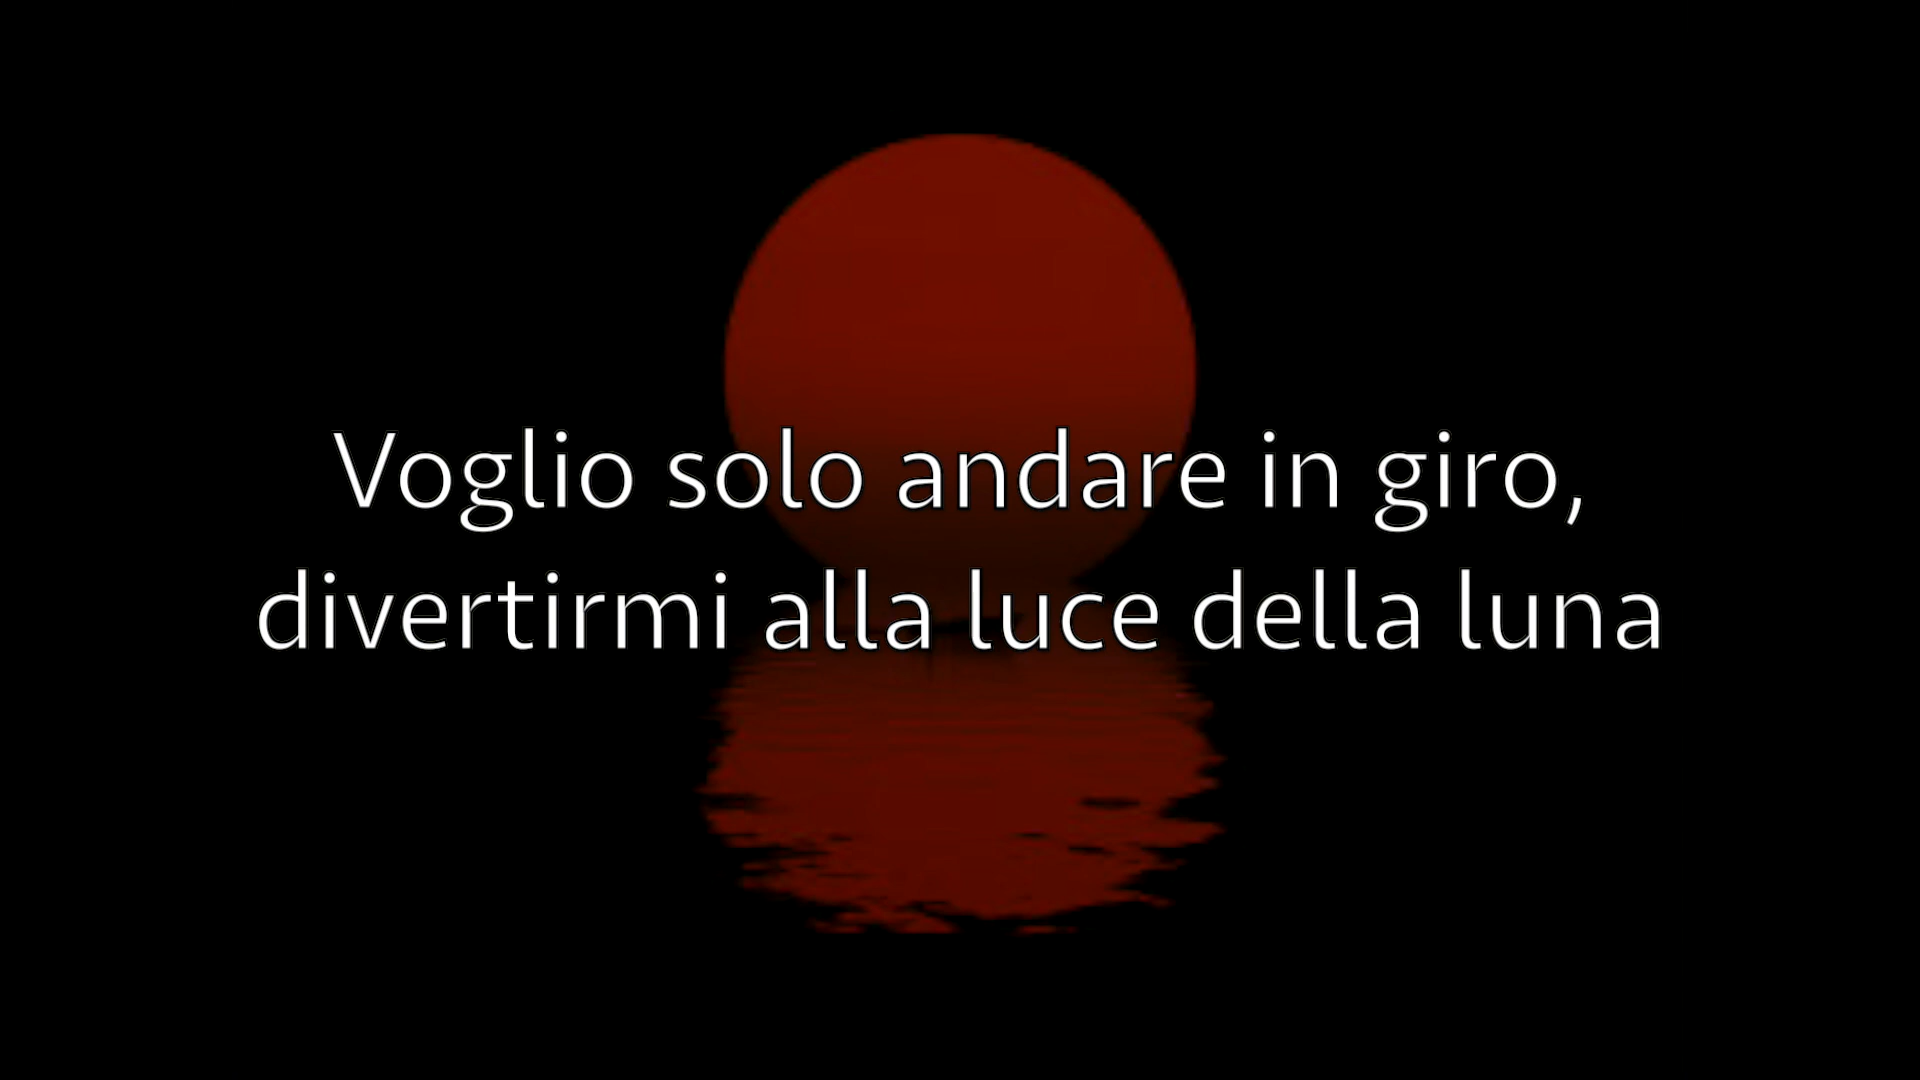 Voglio solo andare in giro,
divertirmi alla luce della luna